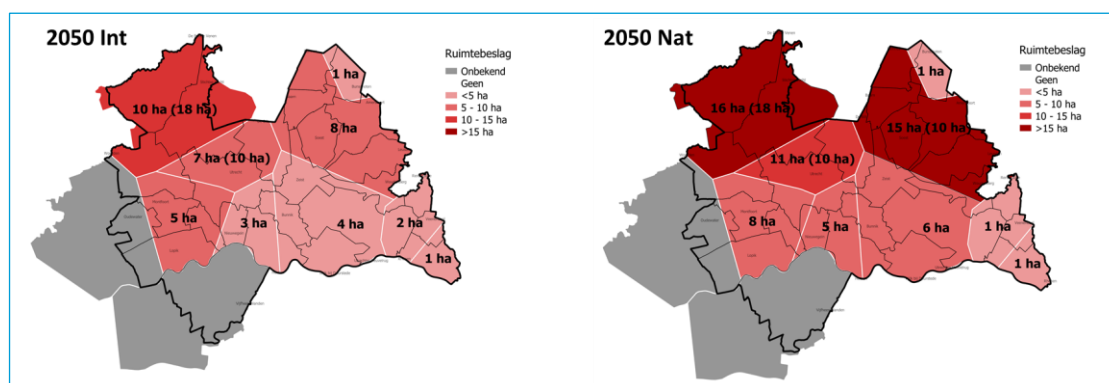 2050 Int
Ruimtebeslag
Onbekend
Geen
<5 ha
5 - 10 ha
10 - 15 ha
>15 ha
1 ha
10 ha (18 ha)
8 ha
7 ha (10 ha)
5 ha
3 ha
4 ha
2 ha
1 ha
2050 Nat
Ruimtebeslag
Onbekend
Geen
<5 ha
5 - 10 ha
10 - 15 ha
>15 ha
1 ha
16 ha (18 ha)
15 ha (10 ha)
11 ha (10 ha)
8 ha
5 ha
6 ha
1 ha
1 ha